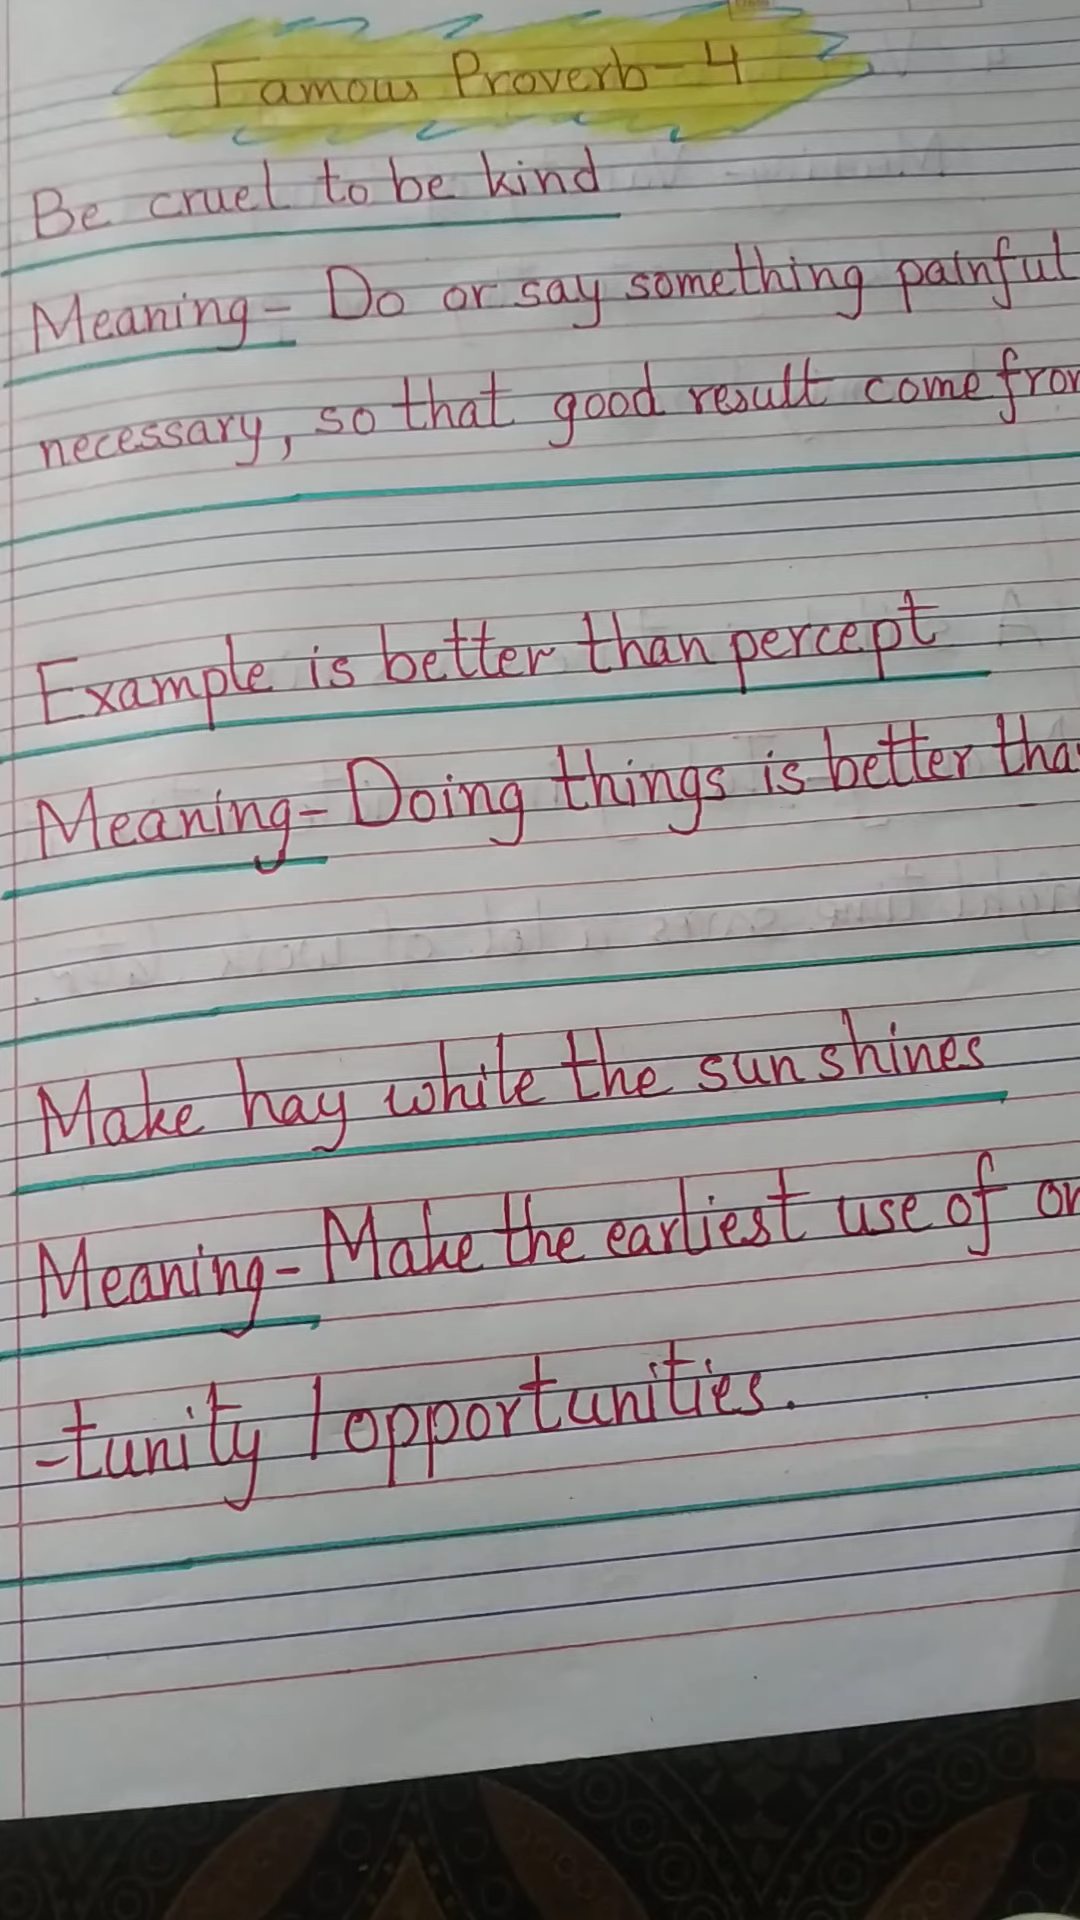 Famous Proverb - 4
Be cruel to be kind
Meaning - Do or say something painful
necessary, so that good result come from
Example is better than percept
Meaning - Doing things is better tha
Make hay while the sun shines
Meaning - Make the earliest use of
-tunity / opportunities.